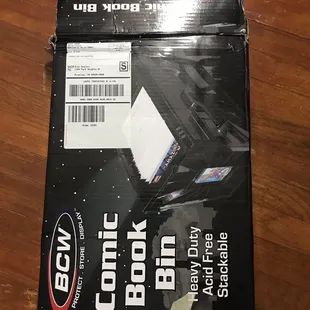 Comic Book Bin
S
BCW
PROTECT STORE DISPLAY
Comic
Book
Bin
Heavy Duty
Acid Free
Stackable